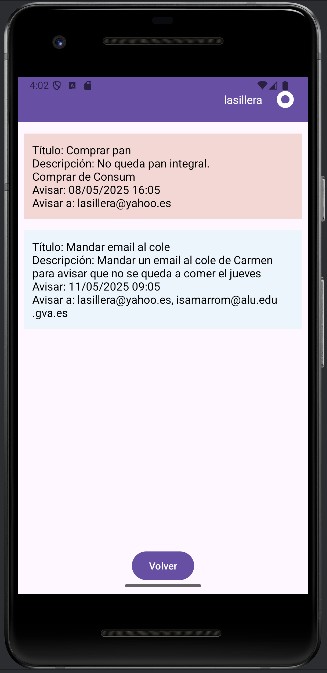 4:02
lasillera
Título: Comprar pan
Descripción: No queda pan integral.
Comprar de Consum
Avisar: 08/05/2025 16:05
Avisar a: lasillera@yahoo.es
Título: Mandar email al cole
Descripción: Mandar un email al cole de Carmen
para avisar que no se queda a comer el jueves
Avisar: 11/05/2025 09:05
Avisar a: lasillera@yahoo.es, isamarrom@alu.edu
.gva.es
Volver